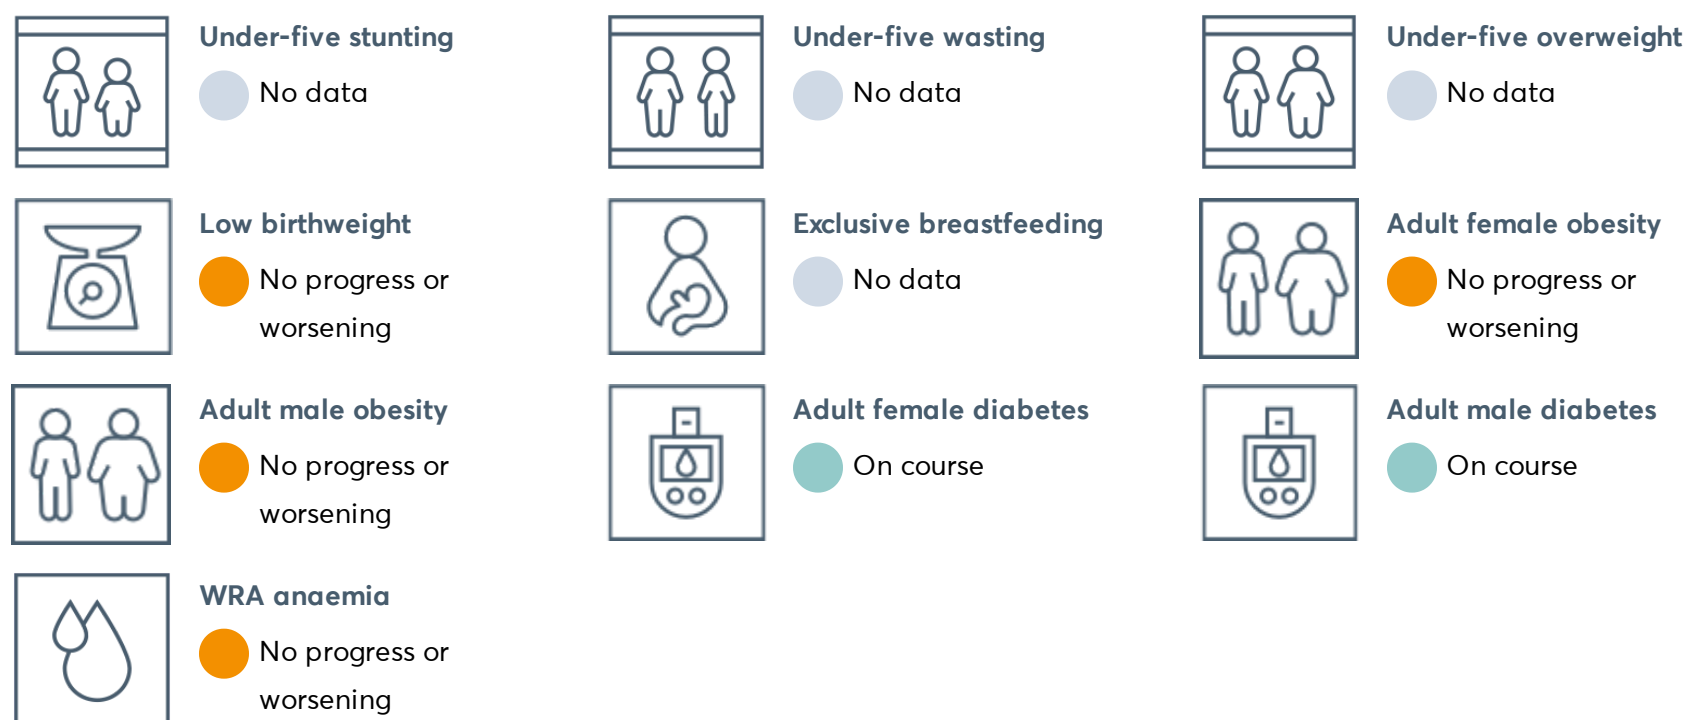 Under-five stunting
No data
Under-five wasting
No data
Under-five overweight
No data
Low birthweight
No progress or
worsening
Exclusive breastfeeding
No data
Adult female obesity
No progress or
worsening
Adult male obesity
No progress or
worsening
Adult female diabetes
On course
Adult male diabetes
On course
WRA anaemia
No progress or
worsening